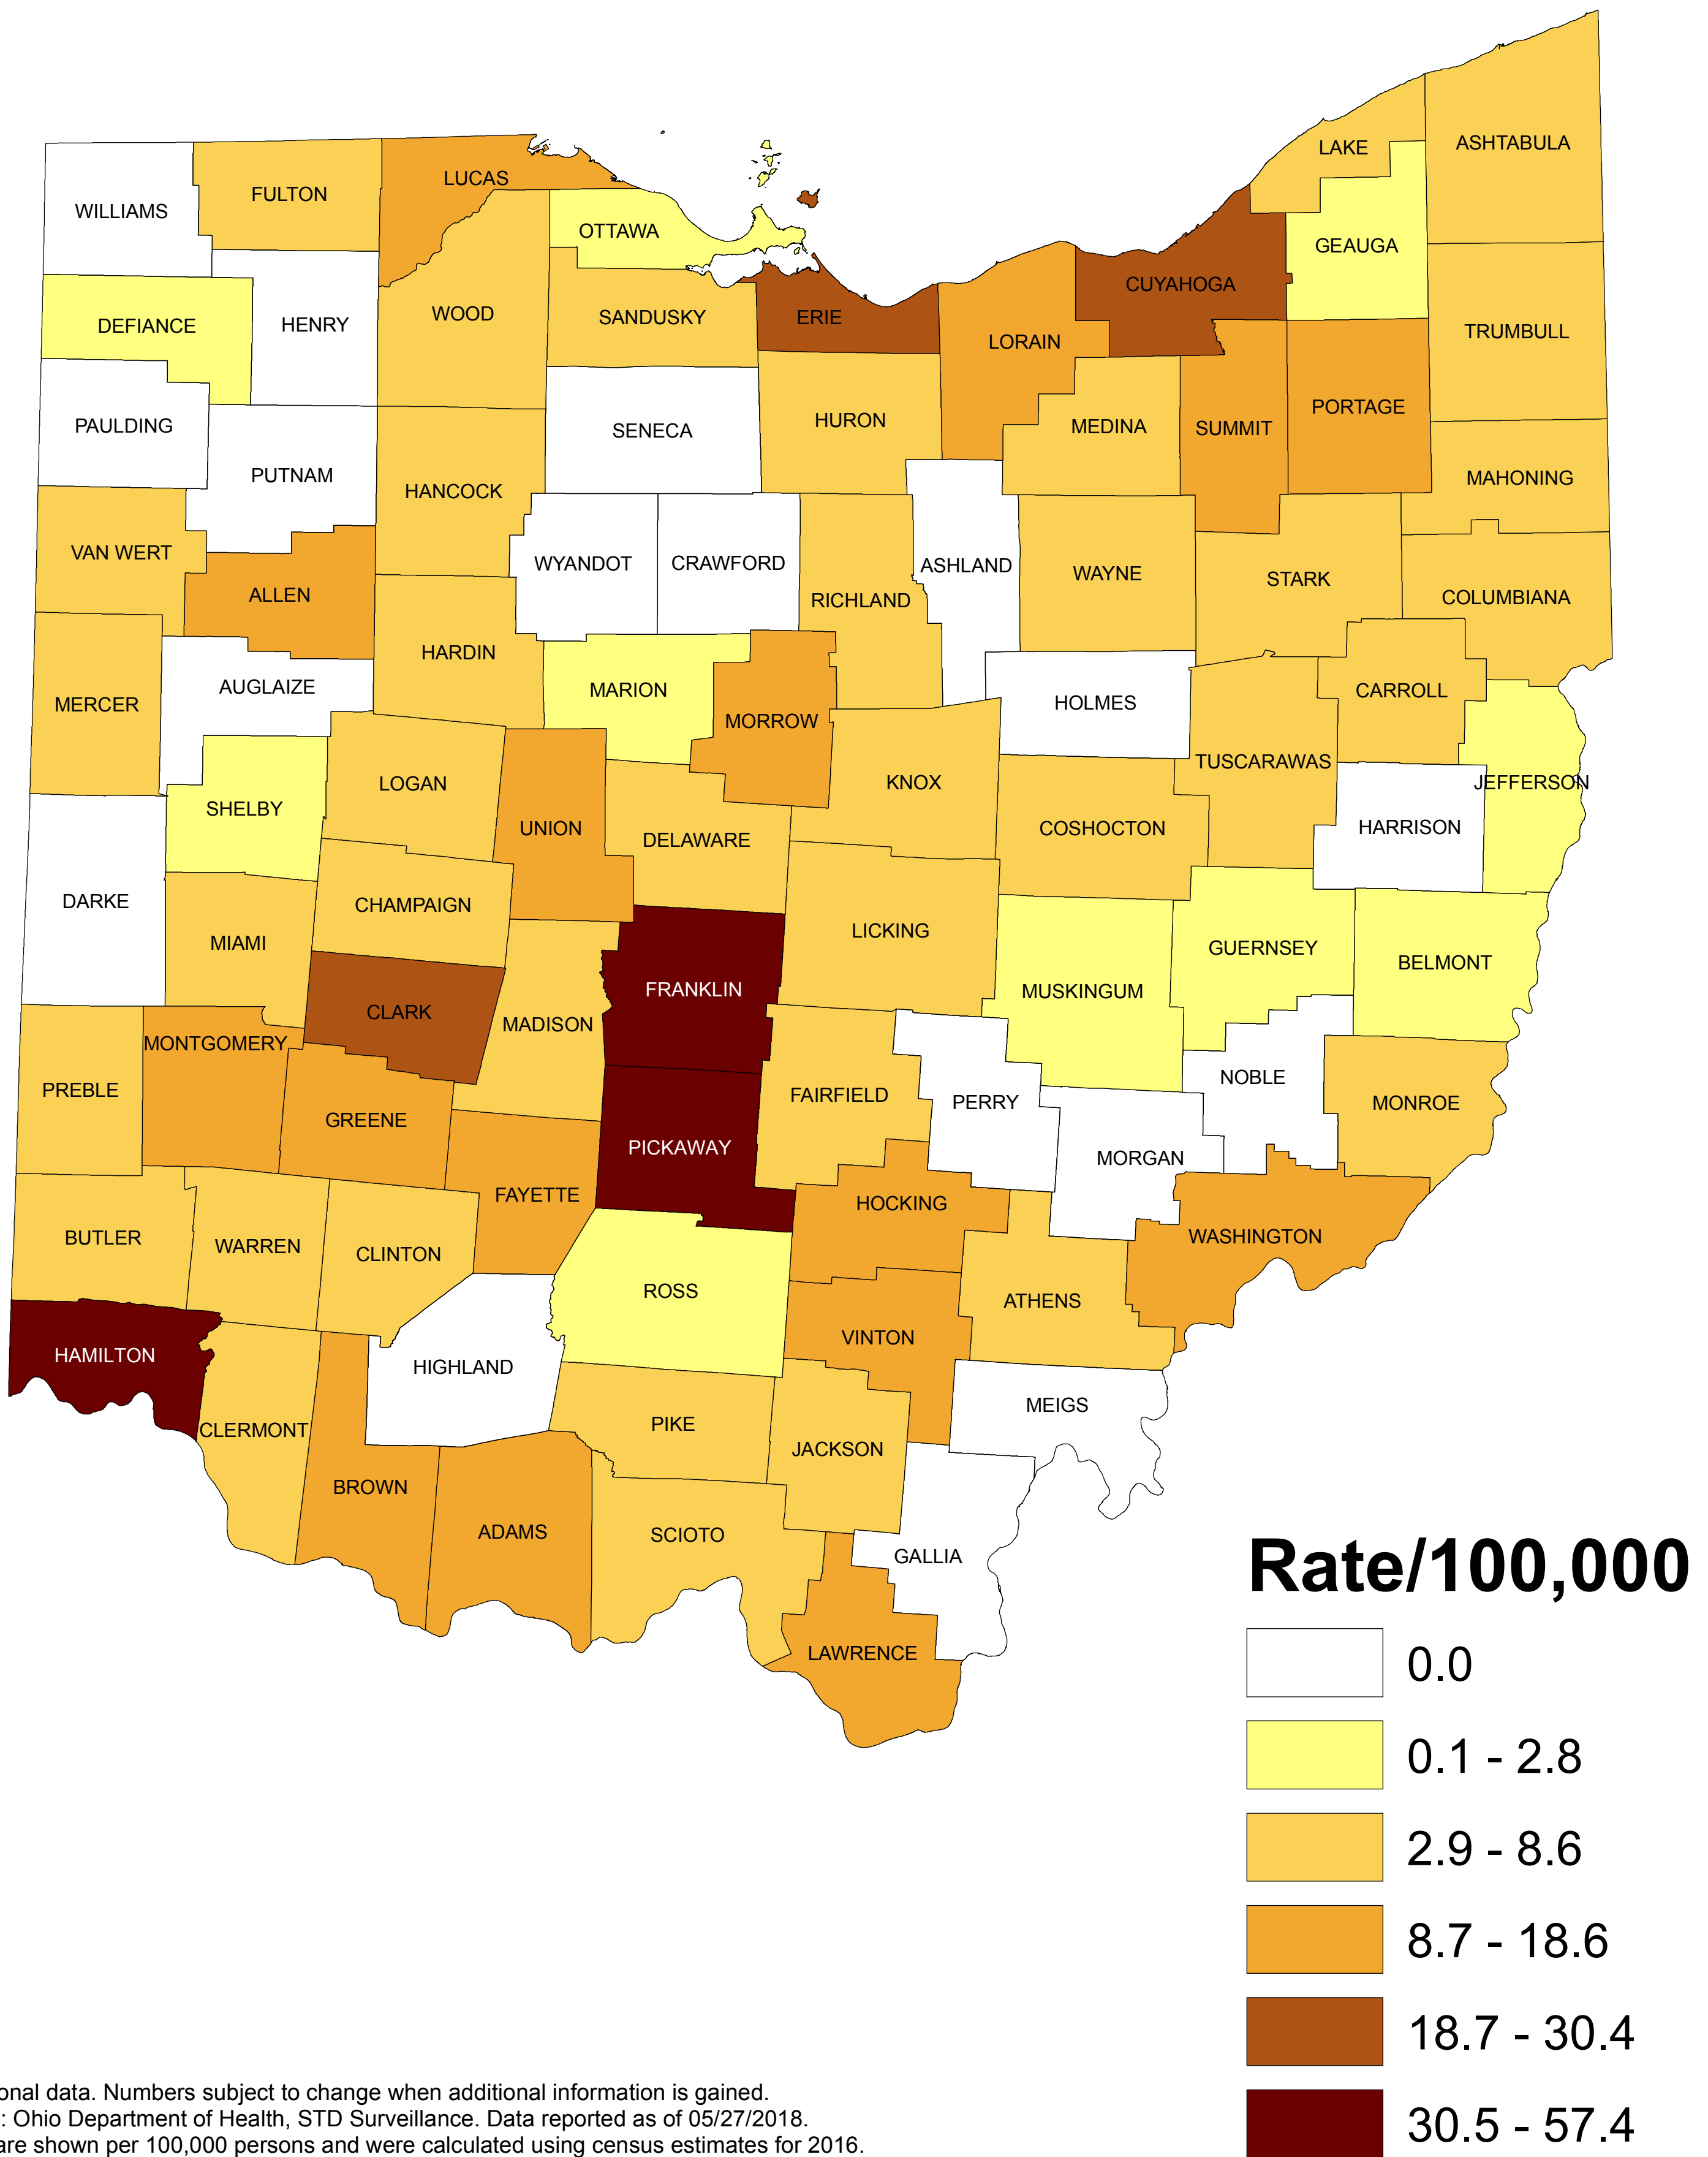 LAKE
ASHTABULA
LUCAS
FULTON
WILLIAMS
OTTAWA
GEAUGA
CUYAHOGA
DEFIANCE
HENRY
WOOD
SANDUSKY
ERIE
LORAIN
TRUMBULL
PAULDING
SENECA
HURON
MEDINA
SUMMIT
PORTAGE
PUTNAM
HANCOCK
MAHONING
VAN WERT
WYANDOT
CRAWFORD
ASHLAND
WAYNE
STARK
ALLEN
RICHLAND
COLUMBIANA
HARDIN
AUGLAIZE
MARION
MERCER
HOLMES
CARROLL
MORROW
LOGAN
KNOX
TUSCARAWAS
JEFFERSON
SHELBY
UNION
DELAWARE
COSHOCTON
HARRISON
DARKE
CHAMPAIGN
MIAMI
LICKING
GUERNSEY
BELMONT
CLARK
FRANKLIN
MUSKINGUM
MADISON
MONTGOMERY
PREBLE
GREENE
FAIRFIELD
PERRY
NOBLE
MONROE
PICKAWAY
MORGAN
FAYETTE
HOCKING
BUTLER
WARREN
CLINTON
WASHINGTON
ROSS
ATHENS
HAMILTON
HIGHLAND
VINTON
CLERMONT
PIKE
JACKSON
MEIGS
BROWN
ADAMS
SCIOTO
GALLIA
LAWRENCE
Rate/100,000
0.0
0.1 - 2.8
2.9 - 8.6
8.7 - 18.6
18.7 - 30.4
30.5 - 57.4
onal data. Numbers subject to change when additional information is gained.
: Ohio Department of Health, STD Surveillance. Data reported as of 05/27/2018.
are shown per 100,000 persons and were calculated using census estimates for 2016.